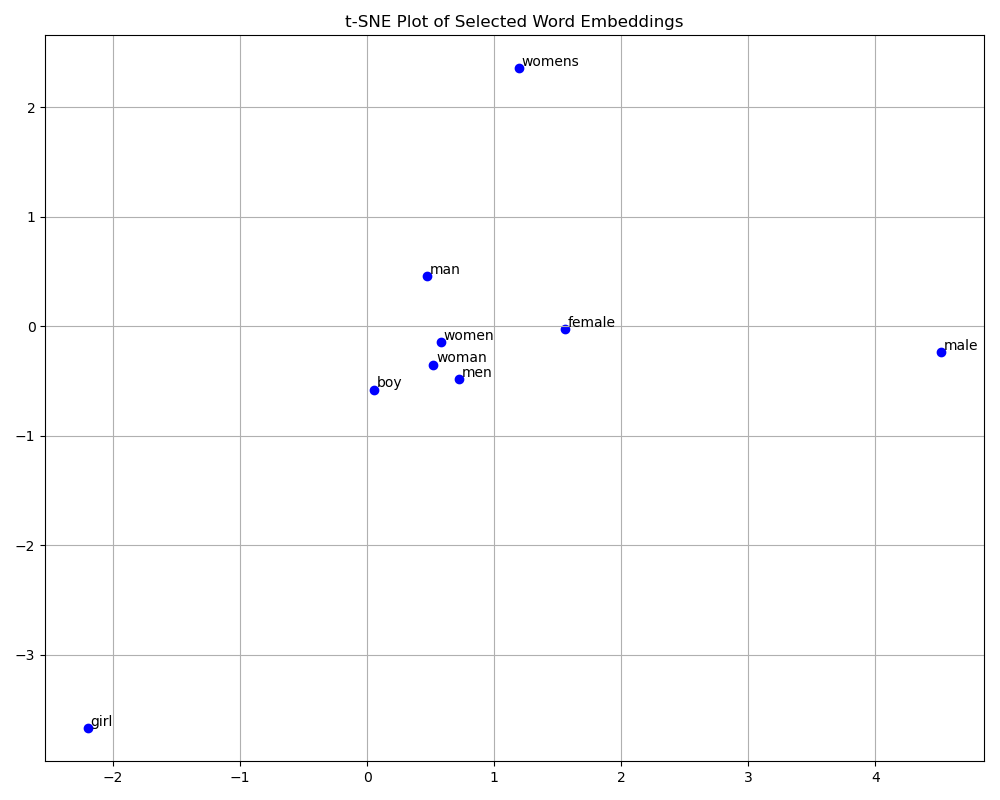 t-SNE Plot of Selected Word Embeddings
womens
man
female
women
male
woman
men
boy
girl
2
1
0
−1
−2
−3
−2
−1
0
1
2
3
4